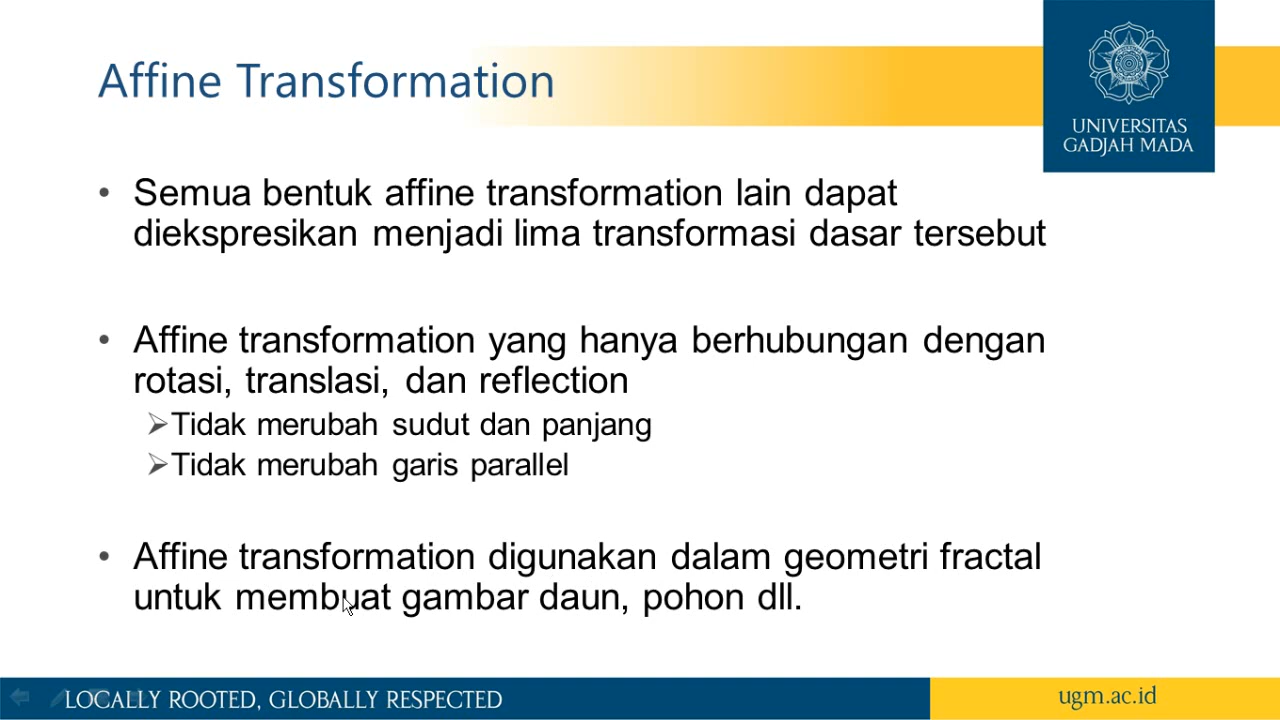 Affine Transformation
UNIVERSITAS
GADJAH MADA
• Semua bentuk affine transformation lain dapat
diekspresikan menjadi lima transformasi dasar tersebut
• Affine transformation yang hanya berhubungan dengan
rotasi, translasi, dan reflection
➢Tidak merubah sudut dan panjang
➢Tidak merubah garis parallel
• Affine transformation digunakan dalam geometri fractal
untuk membuat gambar daun, pohon dll.
LOCALLY ROOTED, GLOBALLY RESPECTED
ugm.ac.id